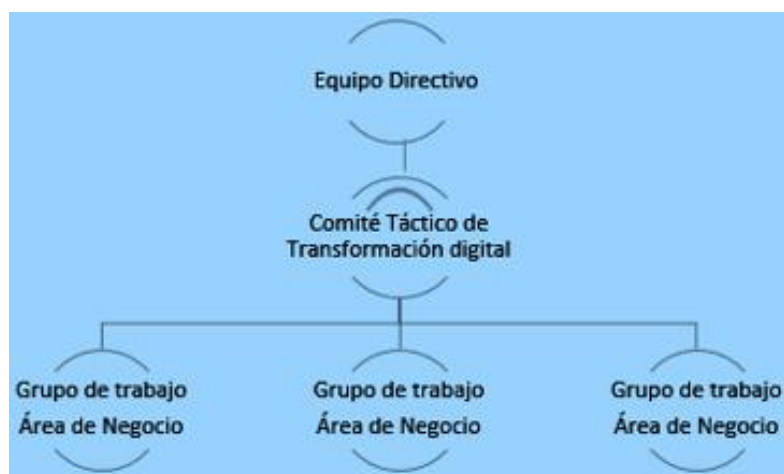 Equipo Directivo
Comité Táctico de
Transformación digital
Grupo de trabajo
Área de Negocio
Grupo de trabajo
Área de Negocio
Grupo de trabajo
Área de Negocio